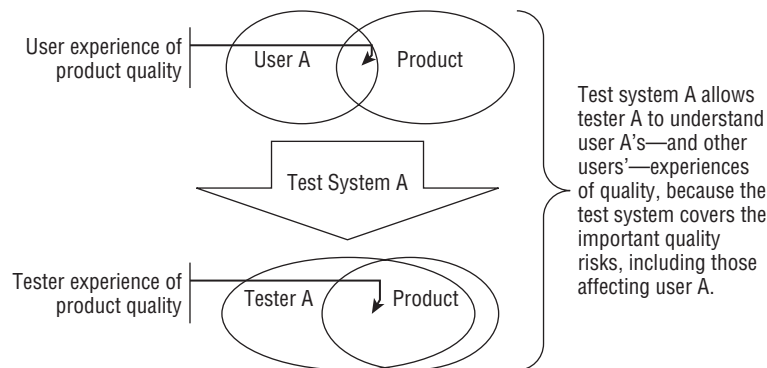 User experience of
product quality
User A
Product
Test System A
Tester experience of
product quality
Tester A
Product
Test system A allows
tester A to understand
user A's—and other
users'—experiences
of quality, because the
test system covers the
important quality
risks, including those
affecting user A.